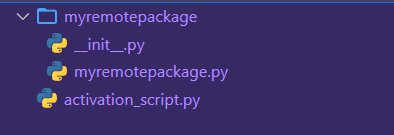 myremotepackage
__init__.py
myremotepackage.py
activation_script.py